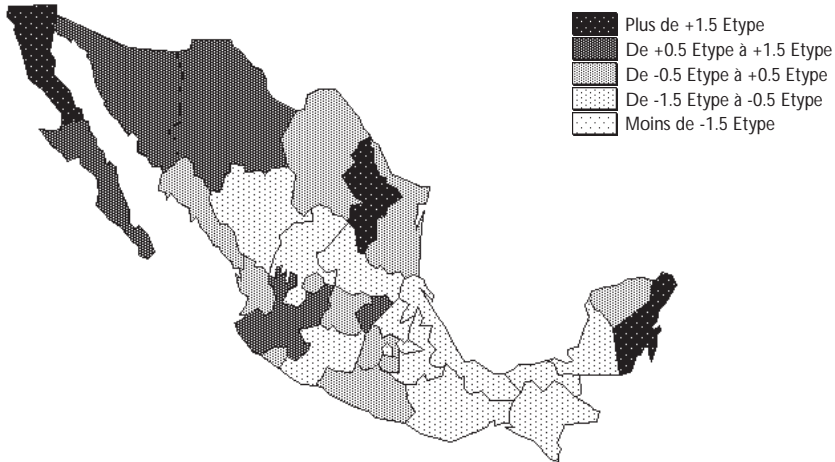 Plus de +1.5 Etype
De +0.5 Etype à +1.5 Etype
De -0.5 Etype à +0.5 Etype
De -1.5 Etype à -0.5 Etype
Moins de -1.5 Etype